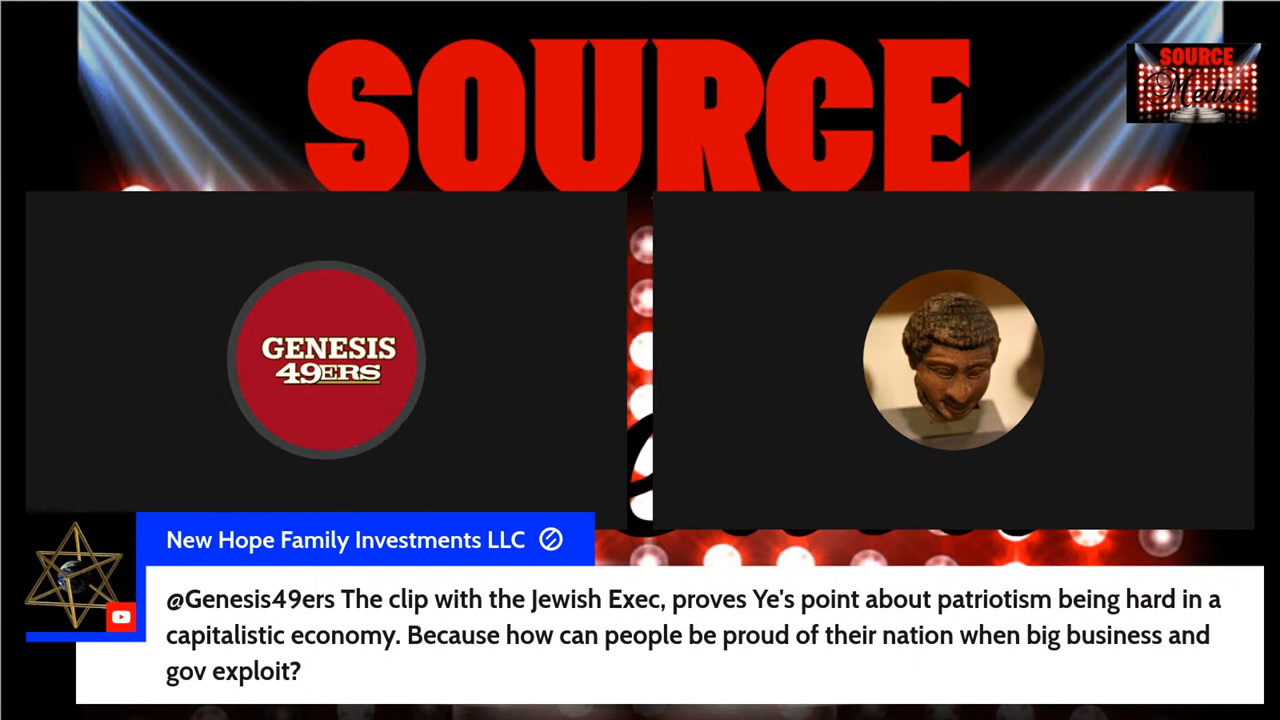 SOURCE
SOURCE
Media
GENESIS
49ERS
New Hope Family Investments LLC
@Genesis49ers The clip with the Jewish Exec, proves Ye's point about patriotism being hard in a
capitalistic economy. Because how can people be proud of their nation when big business and
gov exploit?